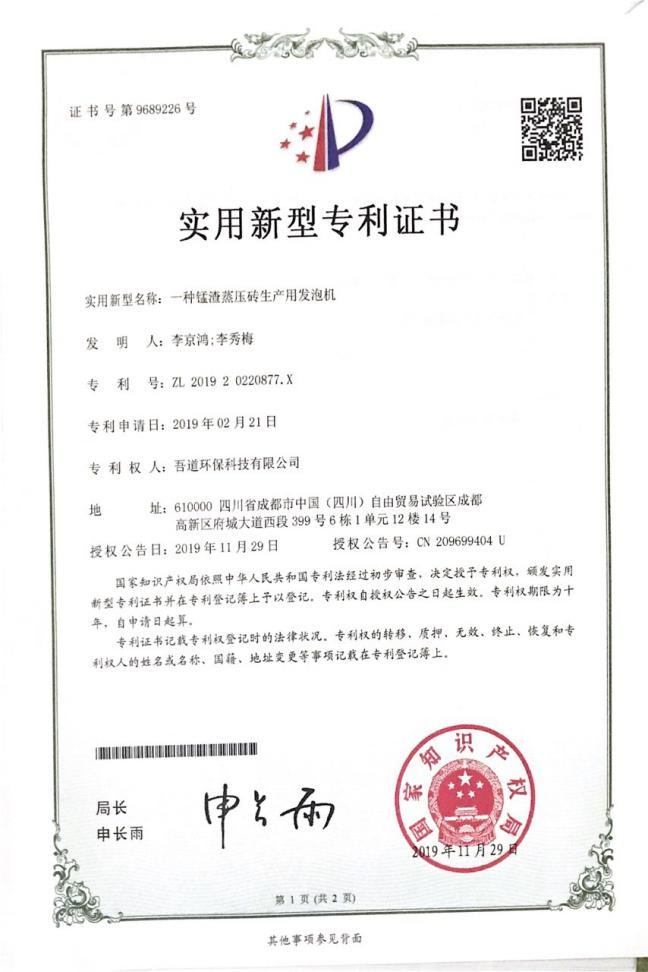 证书号第9689226号
实用新型专利证书
实用新型名称：一种锰渣蒸压砖生产用发泡机
发明人：李京鸿;李秀梅
专利号：ZL 2019 2 0220877.X
专利申请日：2019年02月21日
专利权人：吾道环保科技有限公司
地址：610000 四川省成都市中国（四川）自由贸易试验区成都
高新区府城大道西段399号6栋1单元12楼14号
授权公告日：2019年11月29日 授权公告号：CN 209699404 U
国家知识产权局依照中华人民共和国专利法经过初步审查，决定授予专利权，颁发实用
新型专利证书并在专利登记簿上予以登记。专利权自授权公告之日起生效。专利权期限为十
年，自申请日起算。
专利证书记载专利权登记时的法律状况。专利权的转移、质押、无效、终止、恢复和专
利权人的姓名或名称、国籍、地址变更等事项记载在专利登记簿上。
局长
申长雨
申长雨
国家知识产权局
2019年11月29日
第 1 页 (共 2 页)
其他事项参见背面